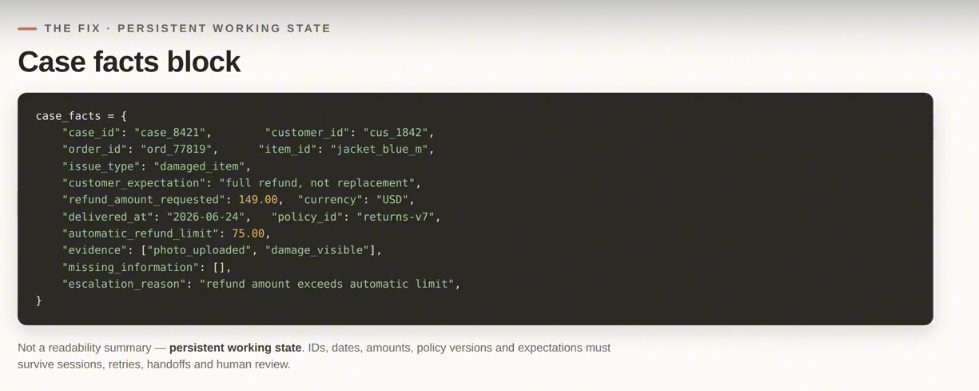 THE FIX · PERSISTENT WORKING STATE
Case facts block
case_facts = {
    "case_id": "case_8421",        "customer_id": "cus_1842",
    "order_id": "ord_77819",      "item_id": "jacket_blue_m",
    "issue_type": "damaged_item",
    "customer_expectation": "full refund, not replacement",
    "refund_amount_requested": 149.00,  "currency": "USD",
    "delivered_at": "2026-06-24",   "policy_id": "returns-v7",
    "automatic_refund_limit": 75.00,
    "evidence": ["photo_uploaded", "damage_visible"],
    "missing_information": [],
    "escalation_reason": "refund amount exceeds automatic limit",
}
Not a readability summary — persistent working state. IDs, dates, amounts, policy versions and expectations must
survive sessions, retries, handoffs and human review.